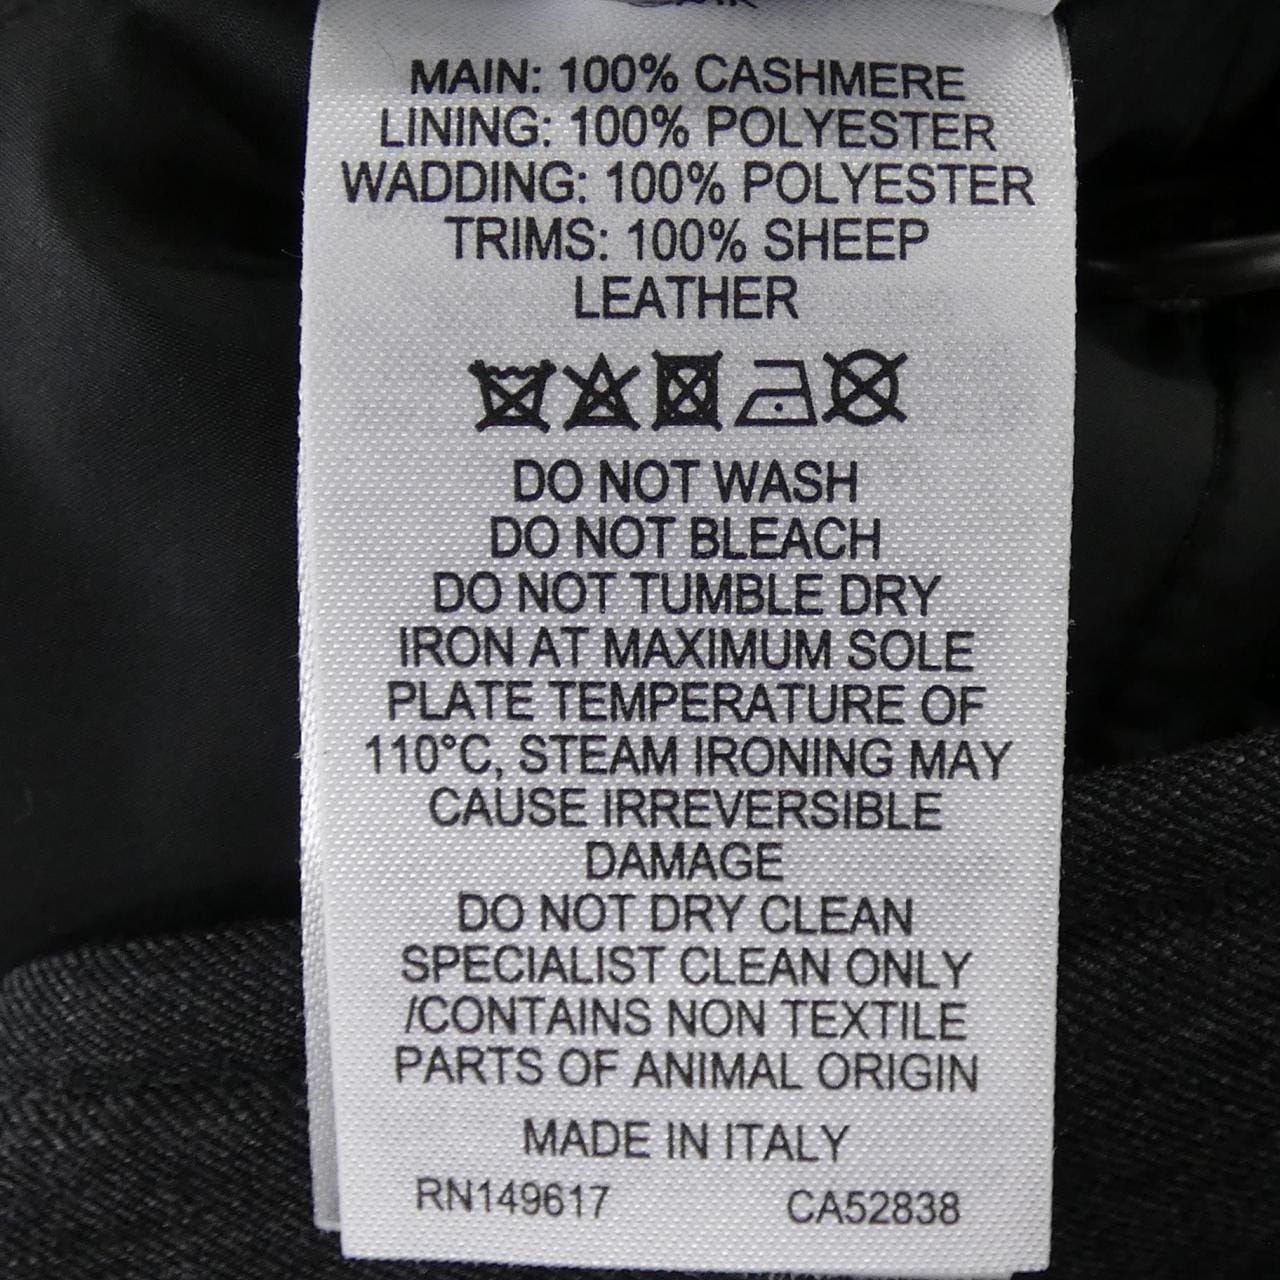 MAIN: 100% CASHMERE
LINING: 100% POLYESTER
WADDING: 100% POLYESTER
TRIMS: 100% SHEEP
LEATHER
DO NOT WASH
DO NOT BLEACH
DO NOT TUMBLE DRY
IRON AT MAXIMUM SOLE
PLATE TEMPERATURE OF
110°C, STEAM IRONING MAY
CAUSE IRREVERSIBLE
DAMAGE
DO NOT DRY CLEAN
SPECIALIST CLEAN ONLY
/CONTAINS NON TEXTILE
PARTS OF ANIMAL ORIGIN
MADE IN ITALY
RN149617 CA52838